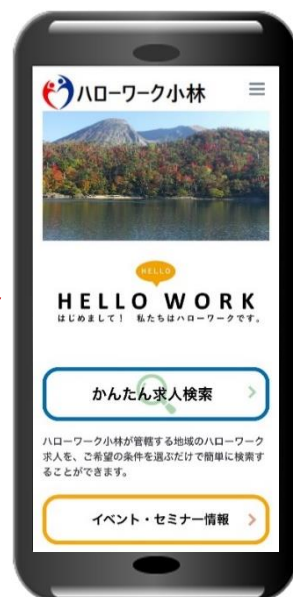 ハローワーク小林
HELLO
HELLO WORK
はじめまして! 私たちはハローワークです。
かんたん求人検索
ハローワーク小林が管轄する地域のハローワーク
求人を、ご希望の条件を選ぶだけで簡単に検索す
ることができます。
イベント・セミナー情報